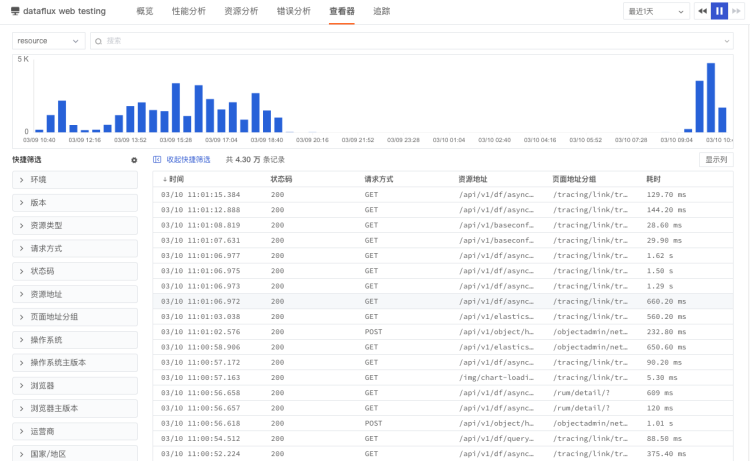 dataflux web testing 概览 性能分析 资源分析 错误分析 查看器 追踪 最近1天
resource 搜索
5 K
0
03/09 10:40 03/09 12:16 03/09 13:52 03/09 15:28 03/09 17:04 03/09 18:40 03/09 20:16 03/09 21:52 03/09 23:28 03/10 01:04 03/10 02:40 03/10 04:16 03/10 05:52 03/10 07:28 03/10 09:04 03/10 10:4
快捷筛选 收起快捷筛选 共 4.30 万 条记录 显示列
环境
版本
资源类型
请求方式
状态码
资源地址
页面地址分组
操作系统
操作系统主版本
浏览器
浏览器主版本
运营商
国家/地区
时间 状态码 请求方式 资源地址 页面地址分组 耗时
03/10 11:01:15.384 200 GET /api/v1/df/async… /tracing/link/tr… 129.70 ms
03/10 11:01:12.888 200 GET /api/v1/df/async… /tracing/link/tr… 144.20 ms
03/10 11:01:08.819 200 GET /api/v1/baseconf… /tracing/link/tr… 28.60 ms
03/10 11:01:07.631 200 GET /api/v1/baseconf… /tracing/link/tr… 29.90 ms
03/10 11:01:06.977 200 GET /api/v1/df/async… /tracing/link/tr… 1.62 s
03/10 11:01:06.975 200 GET /api/v1/df/async… /tracing/link/tr… 1.50 s
03/10 11:01:06.973 200 GET /api/v1/df/async… /tracing/link/tr… 1.29 s
03/10 11:01:06.972 200 GET /api/v1/df/async… /tracing/link/tr… 660.20 ms
03/10 11:01:03.038 200 GET /api/v1/elastics… /tracing/link/tr… 560.20 ms
03/10 11:01:02.576 200 POST /api/v1/object/h… /objectadmin/net… 232.80 ms
03/10 11:00:58.906 200 GET /api/v1/elastics… /objectadmin/net… 650.60 ms
03/10 11:00:57.172 200 GET /api/v1/df/async… /tracing/link/tr… 90.20 ms
03/10 11:00:57.163 200 GET /img/chart-loadi… /tracing/link/tr… 5.30 ms
03/10 11:00:56.658 200 GET /api/v1/df/async… /rum/detail/? 609 ms
03/10 11:00:56.657 200 GET /api/v1/df/async… /rum/detail/? 120 ms
03/10 11:00:56.618 200 POST /api/v1/object/h… /objectadmin/net… 1.01 s
03/10 11:00:54.512 200 GET /api/v1/df/query… /tracing/link/tr… 88.50 ms
03/10 11:00:52.224 200 GET /api/v1/df/async… /tracing/link/tr… 375.40 ms